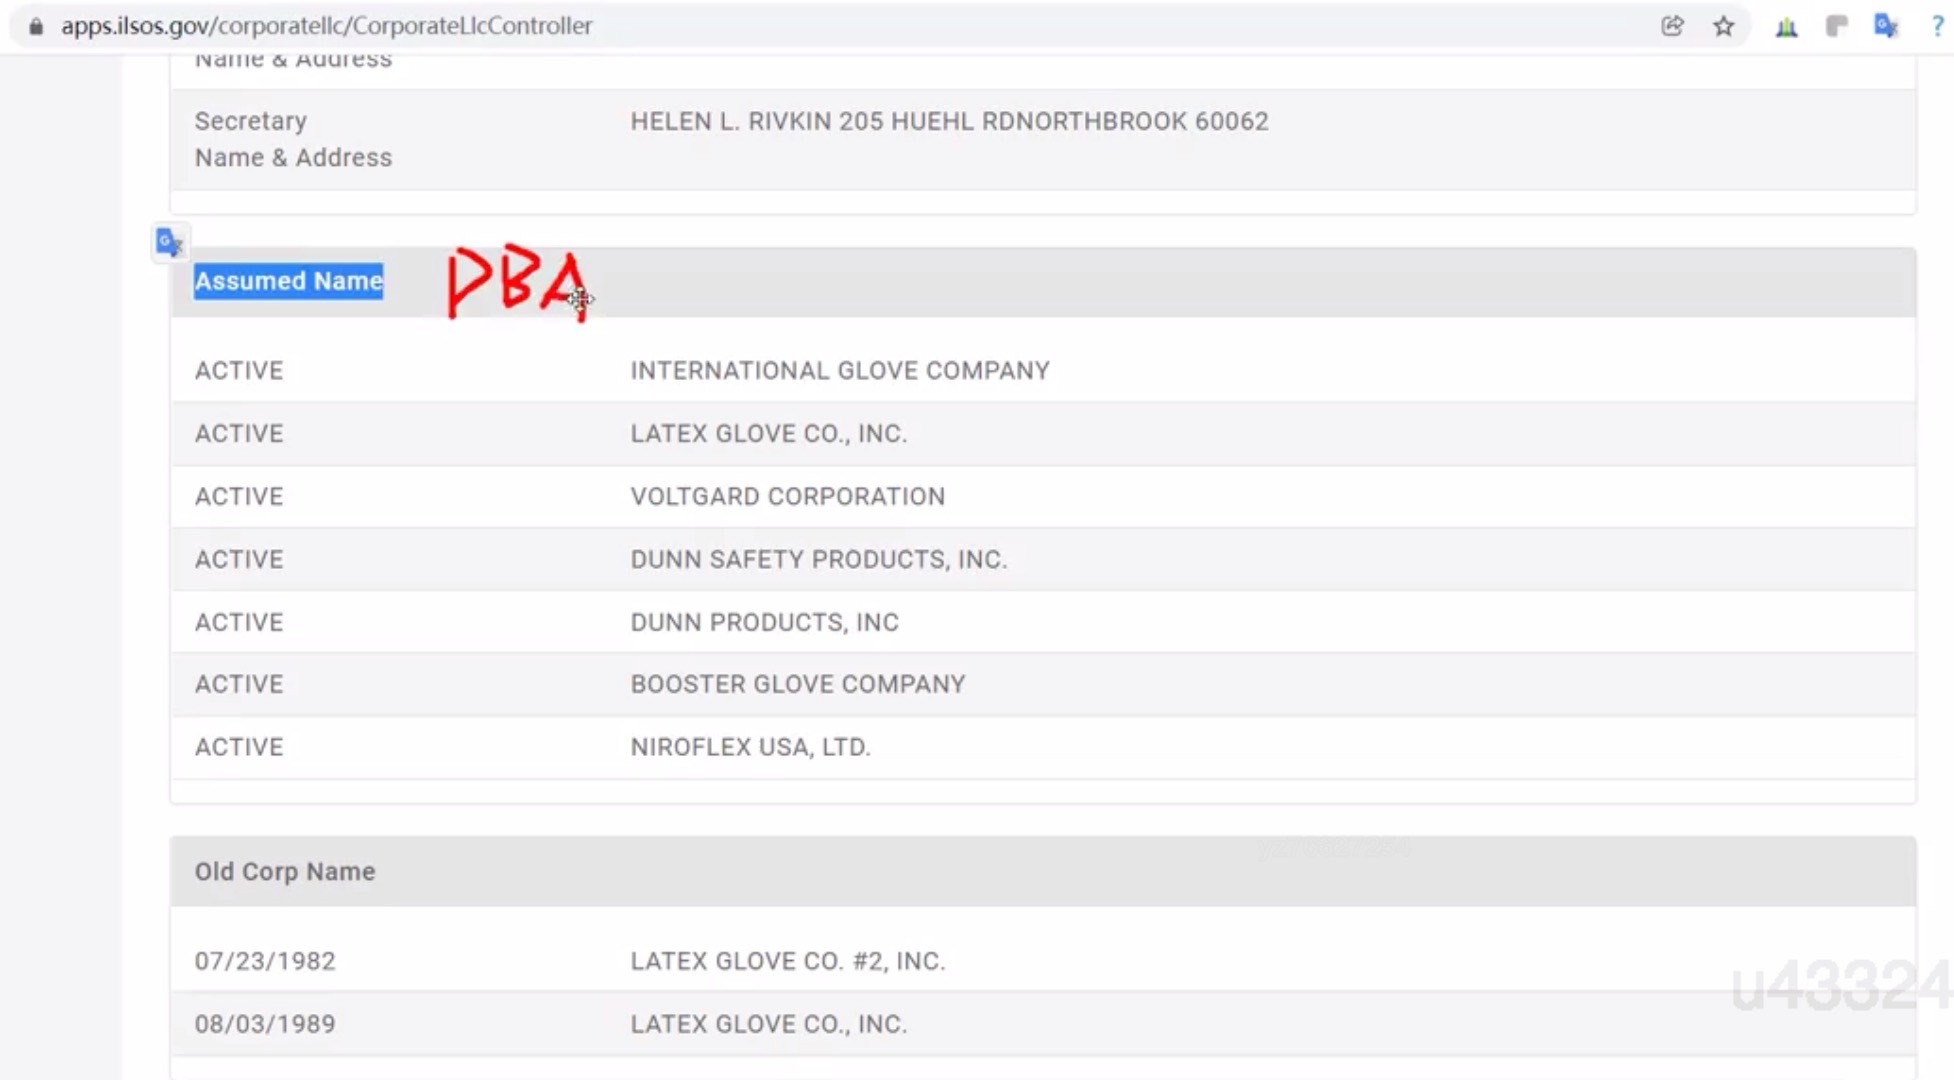 apps.ilsos.gov/corporatellc/CorporateLlcController
Name & Address
Secretary
Name & Address
HELEN L. RIVKIN 205 HUEHL RDNORTHBROOK 60062
Assumed Name DBA
ACTIVE INTERNATIONAL GLOVE COMPANY
ACTIVE LATEX GLOVE CO., INC.
ACTIVE VOLTGARD CORPORATION
ACTIVE DUNN SAFETY PRODUCTS, INC.
ACTIVE DUNN PRODUCTS, INC
ACTIVE BOOSTER GLOVE COMPANY
ACTIVE NIROFLEX USA, LTD.
Old Corp Name
07/23/1982 LATEX GLOVE CO. #2, INC.
u43324
08/03/1989 LATEX GLOVE CO., INC.